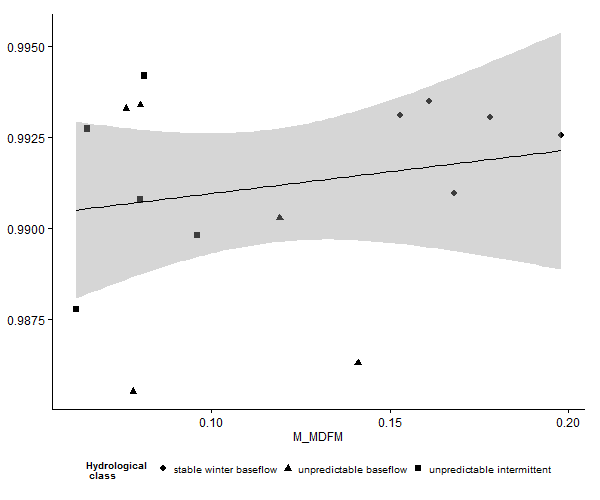 0.9950
0.9925
0.9900
0.9875
0.10 0.15 0.20
M_MDFM
Hydrological
class
stable winter baseflow unpredictable baseflow unpredictable intermittent